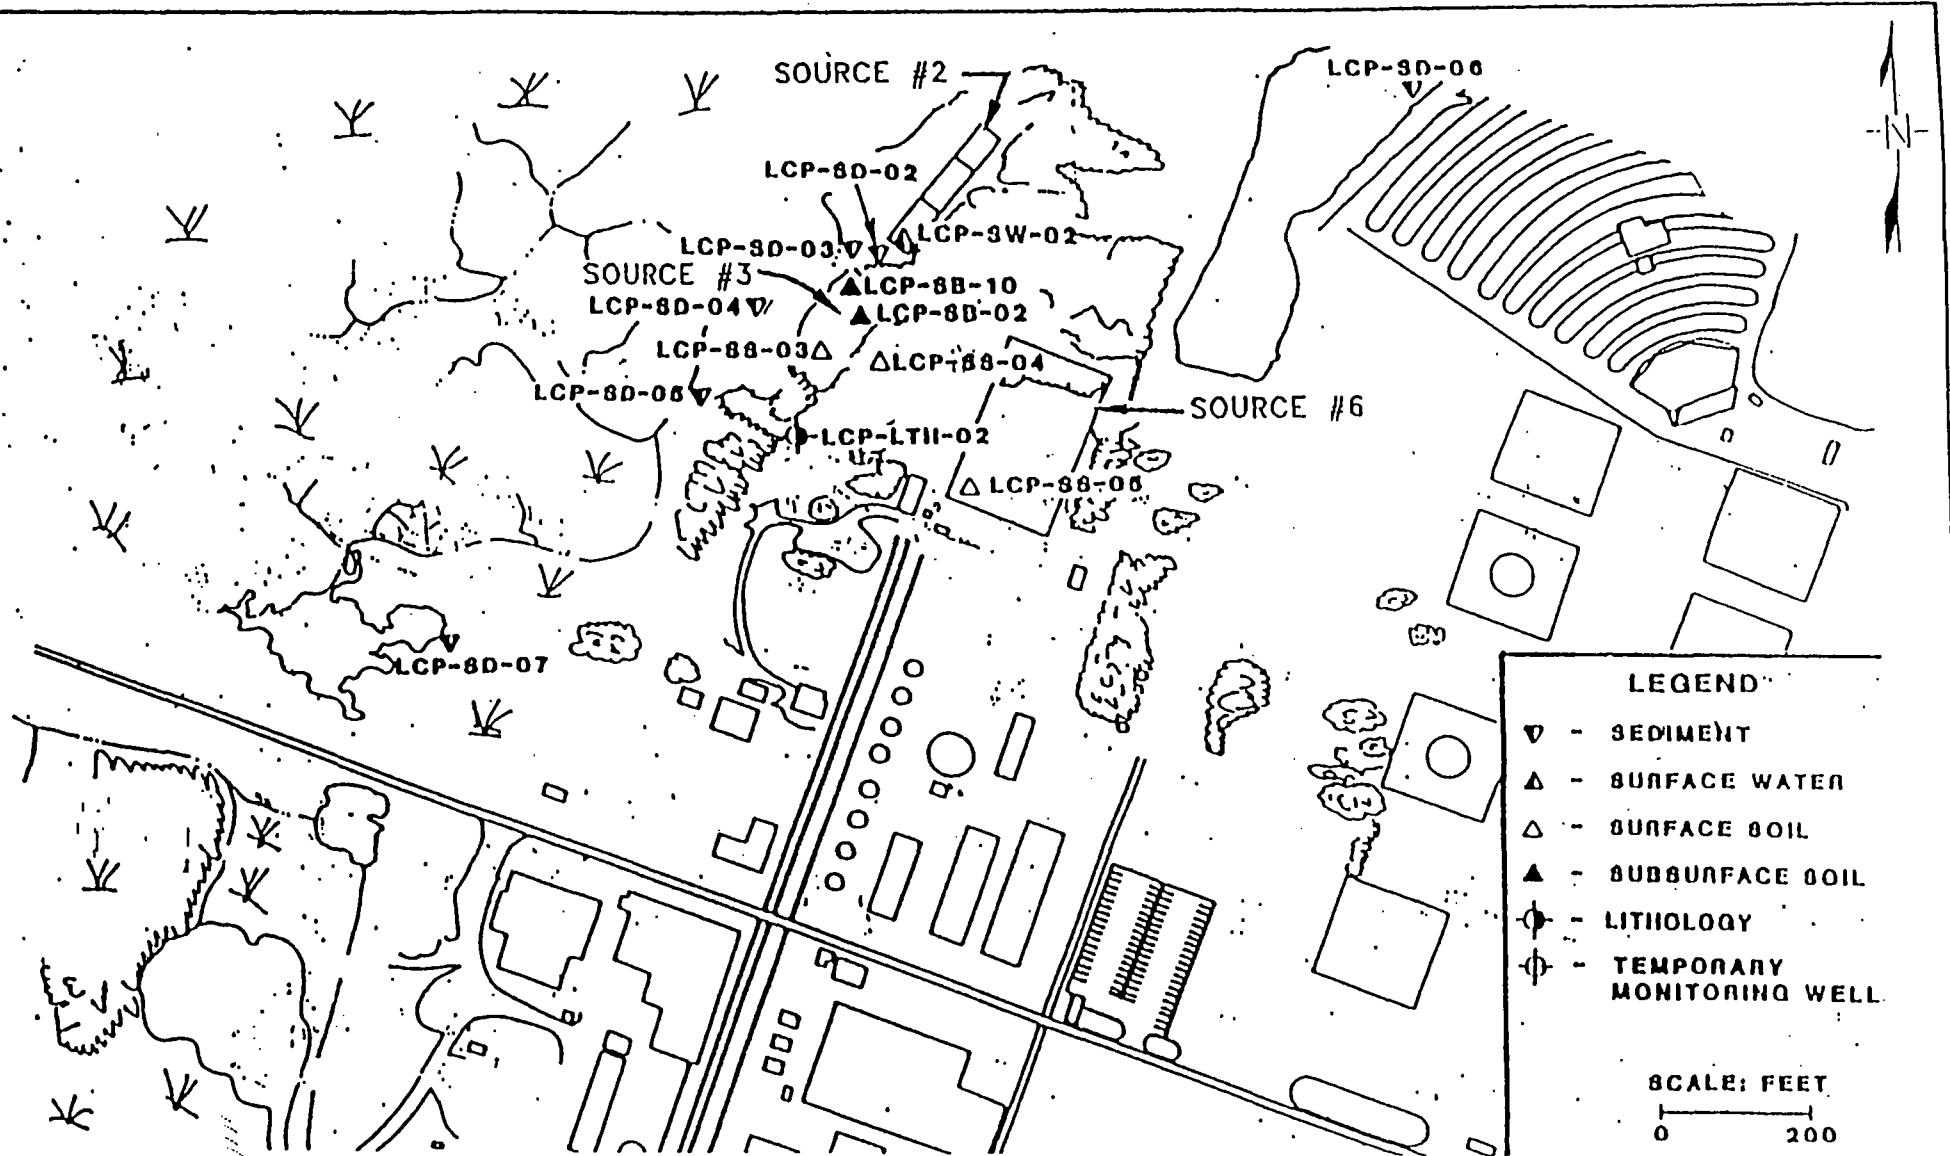 SOURCE #2
LCP-SD-06
N
LCP-SD-02
LCP-SW-02
LCP-SD-03
SOURCE #3
LCP-SB-10
LCP-SD-04
LCP-SB-02
LCP-SS-03
LCP-SS-04
LCP-SD-05
SOURCE #6
LCP-LTH-02
LCP-SS-05
LCP-SD-07
LEGEND
- SEDIMENT
- SURFACE WATER
- SURFACE SOIL
- SUBSURFACE SOIL
- LITHOLOGY
- TEMPORARY
MONITORING WELL
SCALE: FEET
0 200